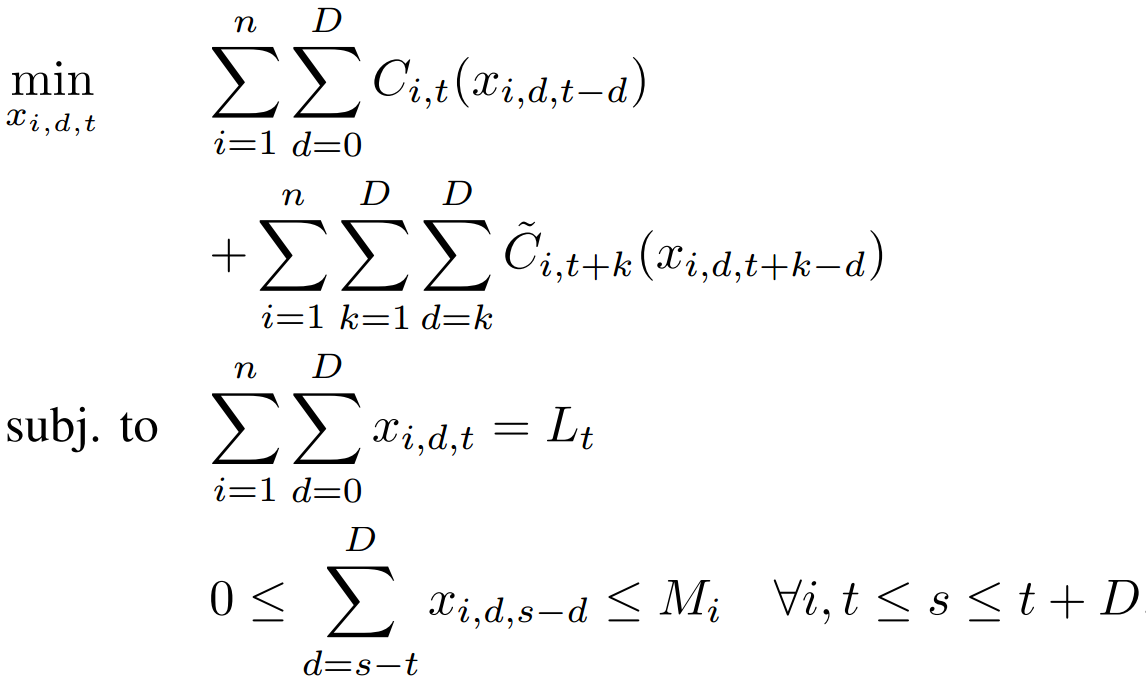 \min_{x_{i,d,t}} \sum_{i=1}^{n} \sum_{d=0}^{D} C_{i,t}(x_{i,d,t-d})
+ \sum_{i=1}^{n} \sum_{k=1}^{D} \sum_{d=k}^{D} \tilde{C}_{i,t+k}(x_{i,d,t+k-d})
subj. to \sum_{i=1}^{n} \sum_{d=0}^{D} x_{i,d,t} = L_t
0 \leq \sum_{d=s-t}^{D} x_{i,d,s-d} \leq M_i \quad \forall i, t \leq s \leq t + D.